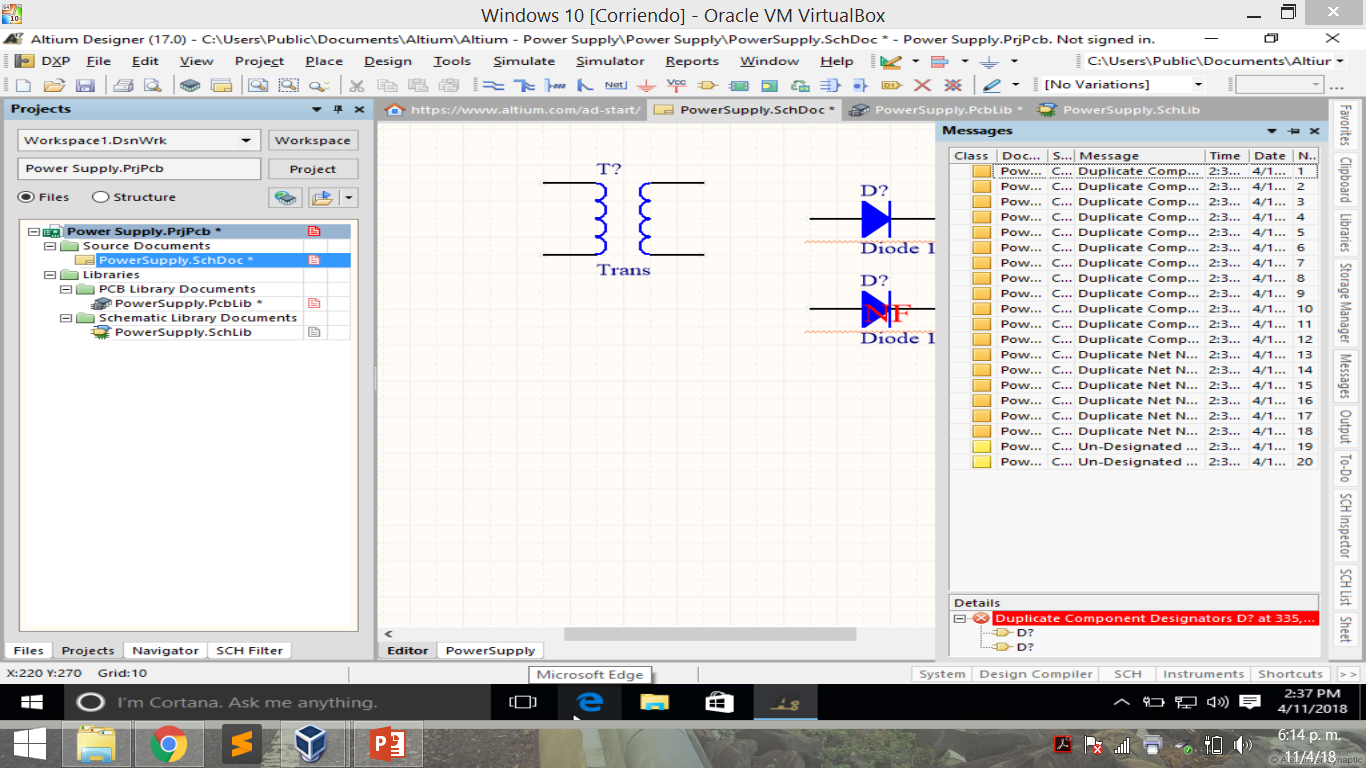 Windows 10 [Corriendo] - Oracle VM VirtualBox
Altium Designer (17.0) - C:\Users\Public\Documents\Altium\Altium - Power Supply\Power Supply\PowerSupply.SchDoc * - Power Supply.PrjPcb. Not signed in.
DXP File Edit View Project Place Design Tools Simulate Simulator Reports Window Help C:\Users\Public\Documents\Altiur
Net Vcc D1 [No Variations] ...
Projects
https://www.altium.com/ad-start/ PowerSupply.SchDoc * PowerSupply.PcbLib * PowerSupply.SchLib
Workspace1.DsnWrk Workspace
Power Supply.PrjPcb Project
Files Structure
Power Supply.PrjPcb *
Source Documents
PowerSupply.SchDoc *
Libraries
PCB Library Documents
PowerSupply.PcbLib *
Schematic Library Documents
PowerSupply.SchLib
T?
Trans
D?
Diode 1
D?
NF
Diode 1
Messages
Class Doc... S... Message Time Date N..
Pow... C... Duplicate Comp... 2:3... 4/1... 1
Pow... C... Duplicate Comp... 2:3... 4/1... 2
Pow... C... Duplicate Comp... 2:3... 4/1... 3
Pow... C... Duplicate Comp... 2:3... 4/1... 4
Pow... C... Duplicate Comp... 2:3... 4/1... 5
Pow... C... Duplicate Comp... 2:3... 4/1... 6
Pow... C... Duplicate Comp... 2:3... 4/1... 7
Pow... C... Duplicate Comp... 2:3... 4/1... 8
Pow... C... Duplicate Comp... 2:3... 4/1... 9
Pow... C... Duplicate Comp... 2:3... 4/1... 10
Pow... C... Duplicate Comp... 2:3... 4/1... 11
Pow... C... Duplicate Comp... 2:3... 4/1... 12
Pow... C... Duplicate Net N... 2:3... 4/1... 13
Pow... C... Duplicate Net N... 2:3... 4/1... 14
Pow... C... Duplicate Net N... 2:3... 4/1... 15
Pow... C... Duplicate Net N... 2:3... 4/1... 16
Pow... C... Duplicate Net N... 2:3... 4/1... 17
Pow... C... Duplicate Net N... 2:3... 4/1... 18
Pow... C... Un-Designated ... 2:3... 4/1... 19
Pow... C... Un-Designated ... 2:3... 4/1... 20
Details
Duplicate Component Designators D? at 335,...
D?
D?
Favorites
Clipboard
Libraries
Storage Manager
Messages
Output
To-Do
SCH Inspector
SCH List
Sheet
Files Projects Navigator SCH Filter
Editor PowerSupply
X:220 Y:270 Grid:10
Microsoft Edge
System Design Compiler SCH Instruments Shortcuts >>
I'm Cortana. Ask me anything.
2:37 PM
4/11/2018
6:14 p. m.
11/4/18